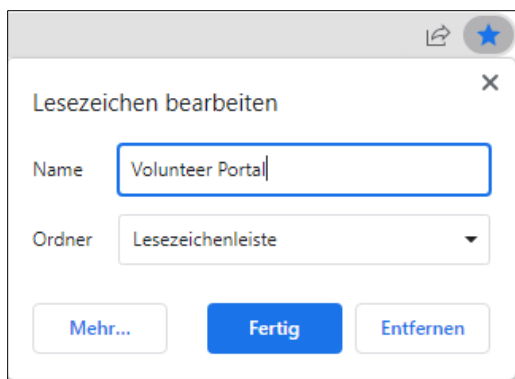 Lesezeichen bearbeiten
Name Volunteer Portal
Ordner Lesezeichenleiste
Mehr... Fertig Entfernen